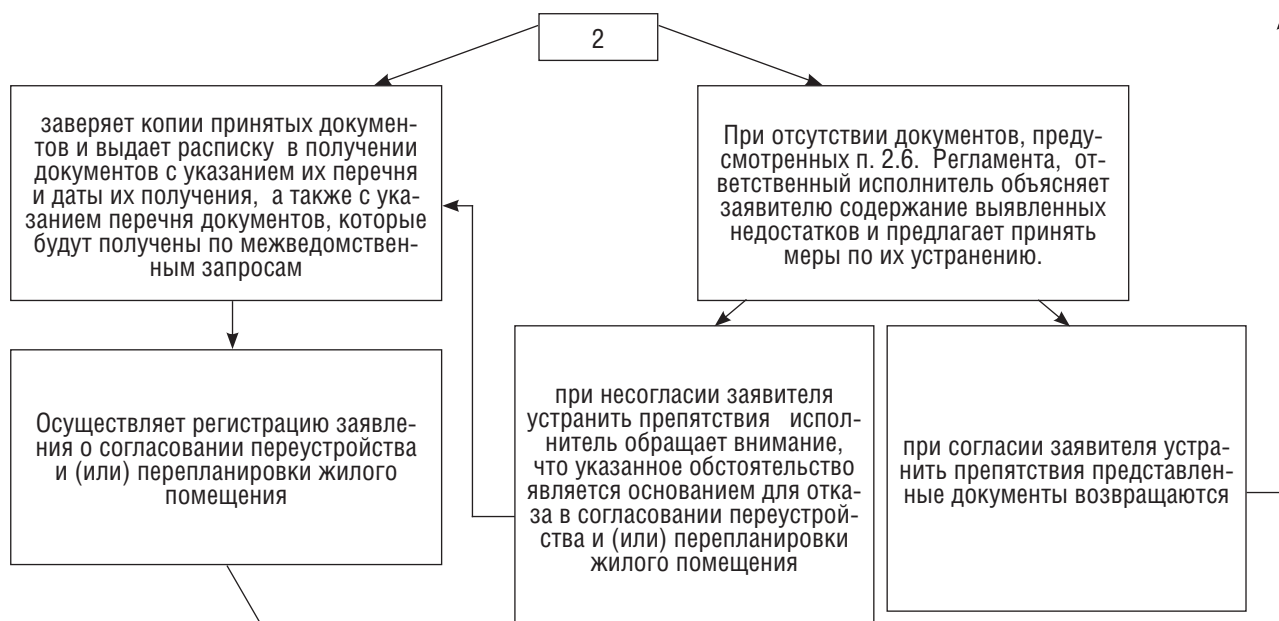 2
заверяет копии принятых докумен-
тов и выдает расписку в получении
документов с указанием их перечня
и даты их получения, а также с ука-
занием перечня документов, которые
будут получены по межведомствен-
ным запросам
При отсутствии документов, преду-
смотренных п. 2.6. Регламента, от-
ветственный исполнитель объясняет
заявителю содержание выявленных
недостатков и предлагает принять
меры по их устранению.
Осуществляет регистрацию заявле-
ния о согласовании переустройства
и (или) перепланировки жилого
помещения
при несогласии заявителя
устранить препятствия испол-
нитель обращает внимание,
что указанное обстоятельство
является основанием для отка-
за в согласовании переустрой-
ства и (или) перепланировки
жилого помещения
при согласии заявителя устра-
нить препятствия представлен-
ные документы возвращаются